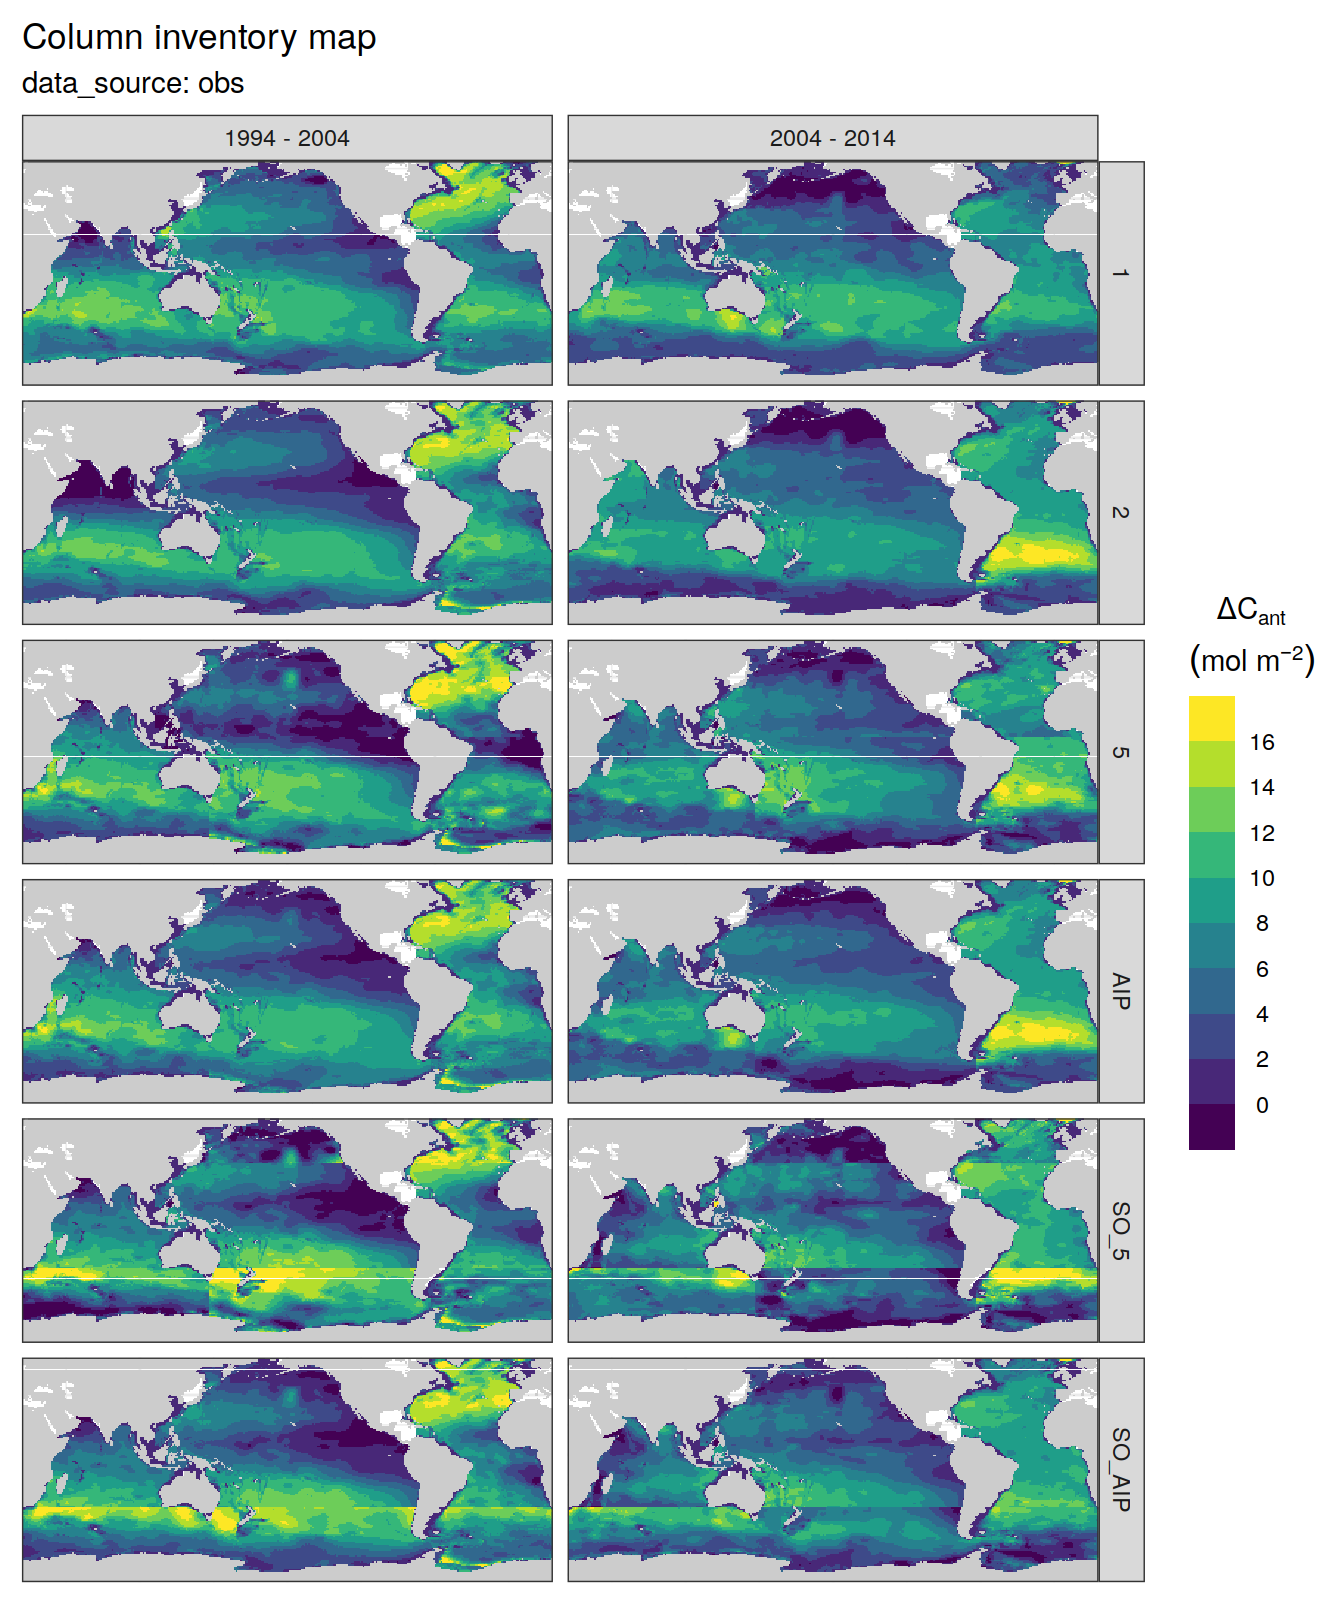 Column inventory map
data_source: obs
1994 - 2004
2004 - 2014
1
2
5
AIP
SO_5
SO_AIP
ΔCant
(mol m−2)
16
14
12
10
8
6
4
2
0